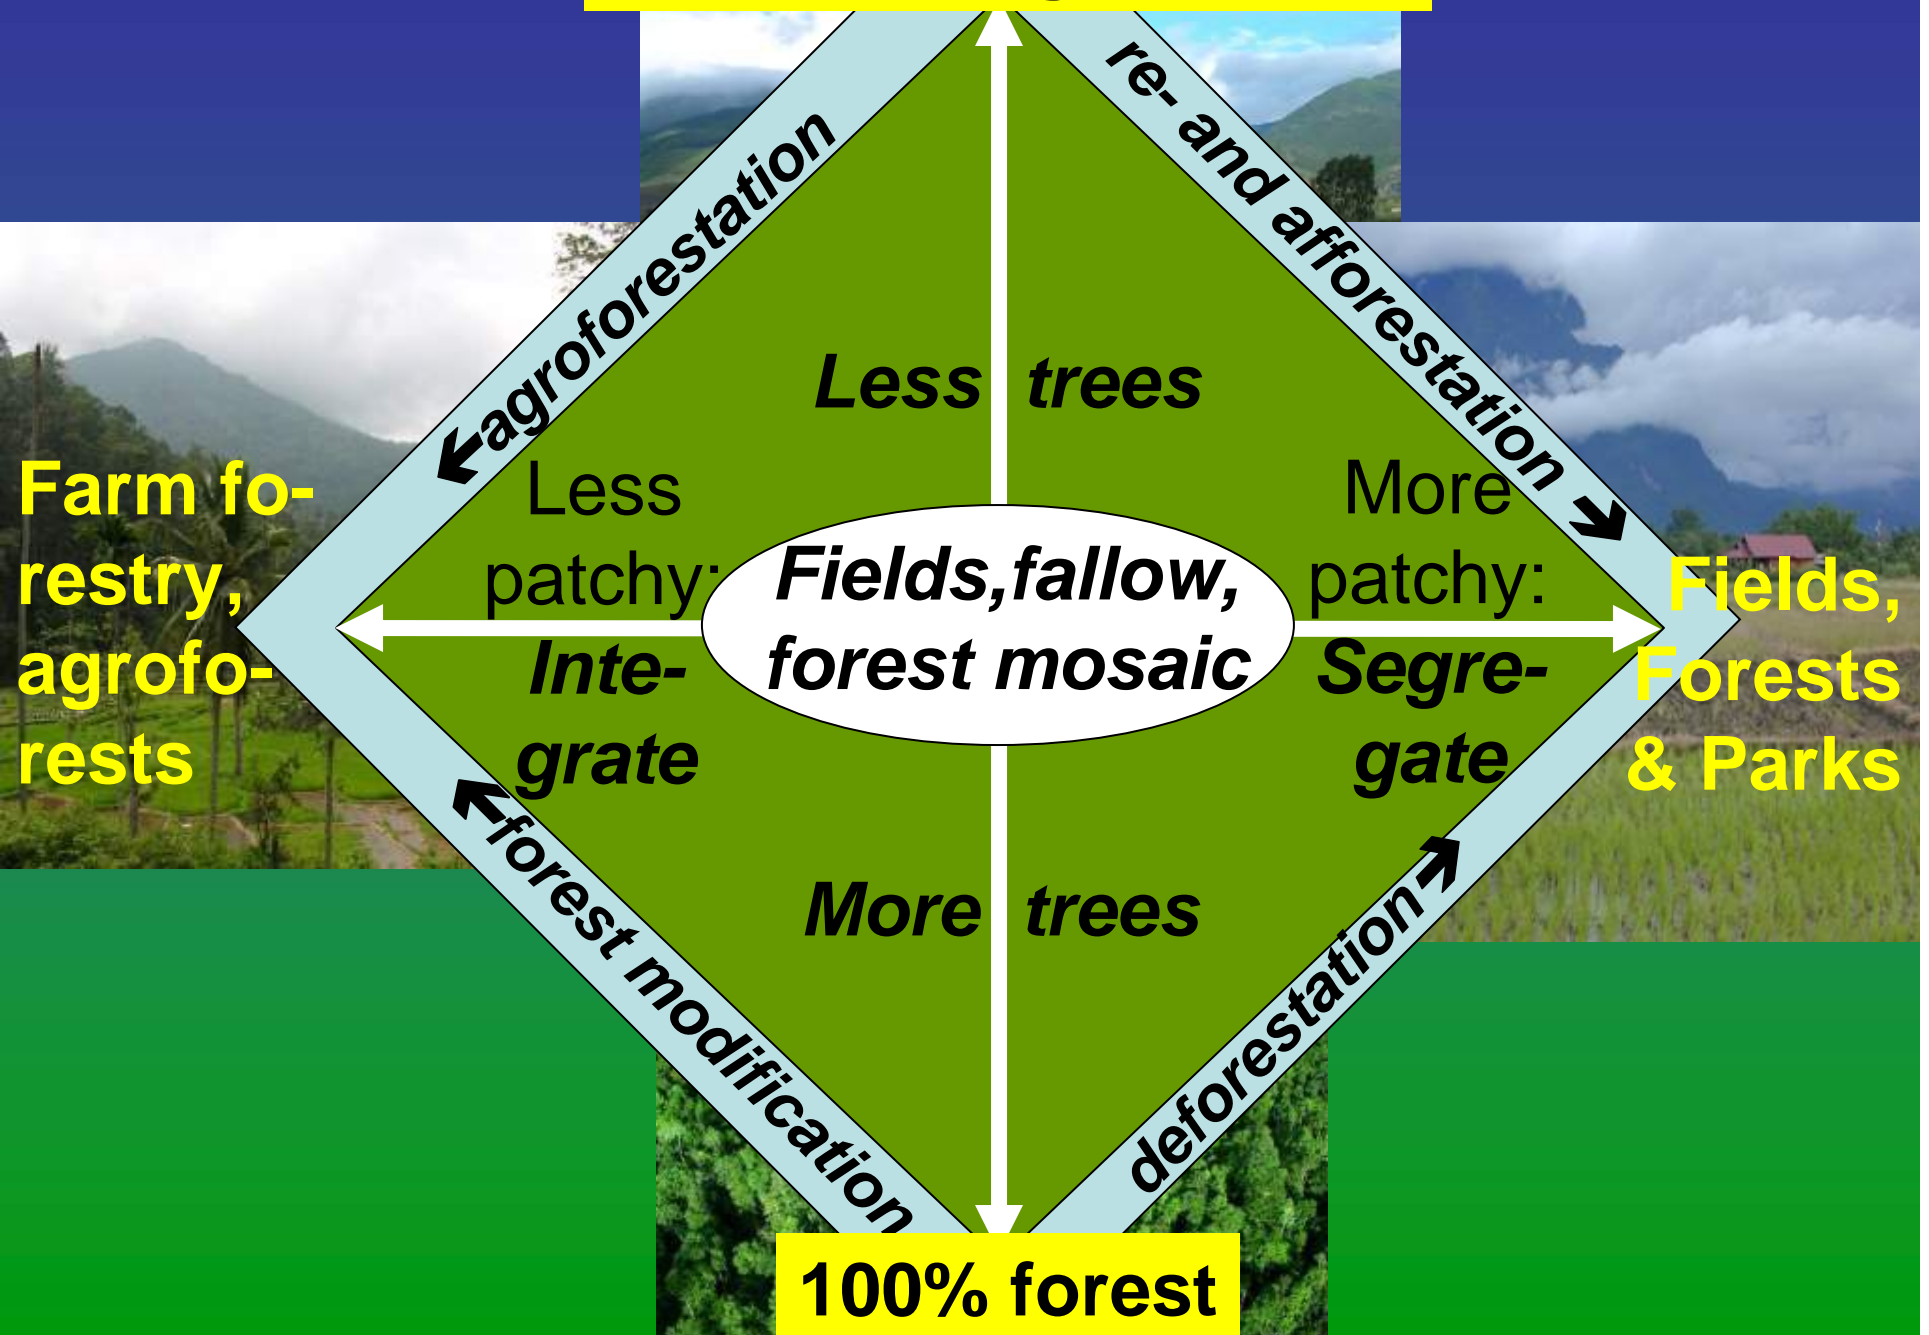 re- and afforestation →
←agroforestation
Less trees
Less
patchy:
Inte-
grate
More
patchy:
Segre-
gate
Fields,fallow,
forest mosaic
Farm fo-
restry,
agrofo-
rests
Fields,
Forests
& Parks
More trees
←forest modification
deforestation→
100% forest